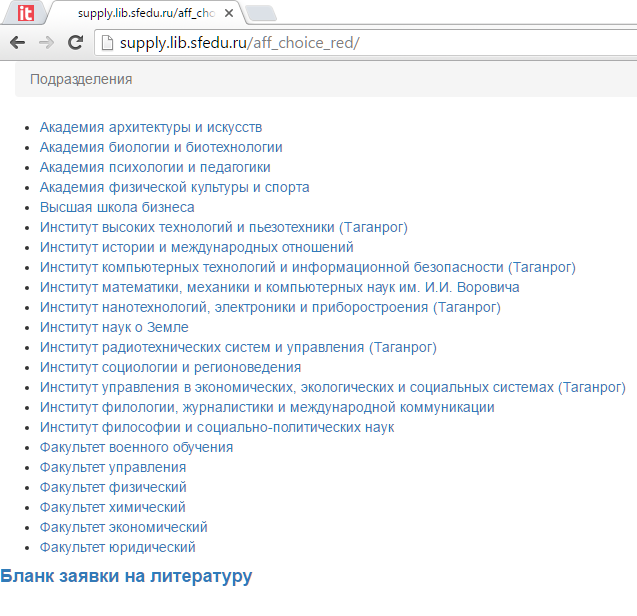 it
supply.lib.sfedu.ru/aff_cho
supply.lib.sfedu.ru/aff_choice_red/
Подразделения
Академия архитектуры и искусств
Академия биологии и биотехнологии
Академия психологии и педагогики
Академия физической культуры и спорта
Высшая школа бизнеса
Институт высоких технологий и пьезотехники (Таганрог)
Институт истории и международных отношений
Институт компьютерных технологий и информационной безопасности (Таганрог)
Институт математики, механики и компьютерных наук им. И.И. Воровича
Институт нанотехнологий, электроники и приборостроения (Таганрог)
Институт наук о Земле
Институт радиотехнических систем и управления (Таганрог)
Институт социологии и регионоведения
Институт управления в экономических, экологических и социальных системах (Таганрог)
Институт филологии, журналистики и международной коммуникации
Институт философии и социально-политических наук
Факультет военного обучения
Факультет управления
Факультет физический
Факультет химический
Факультет экономический
Факультет юридический
Бланк заявки на литературу